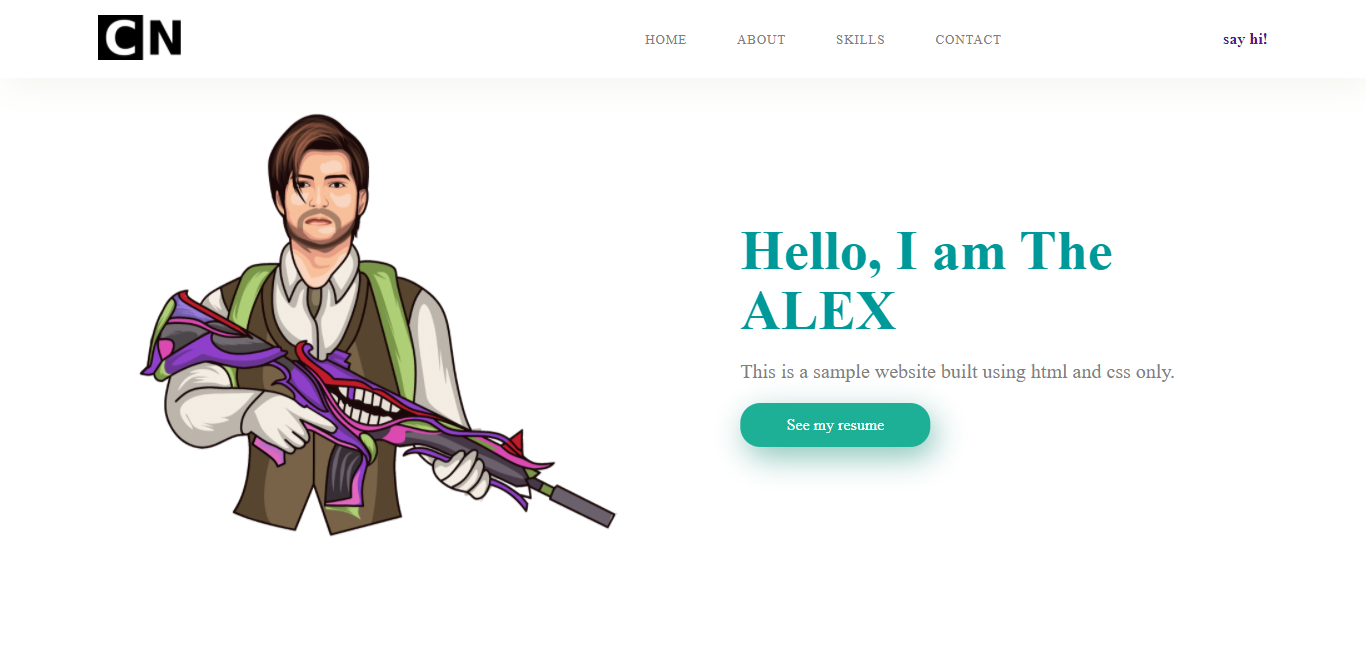 CN
HOME ABOUT SKILLS CONTACT say hi!
Hello, I am The
ALEX
This is a sample website built using html and css only.
See my resume